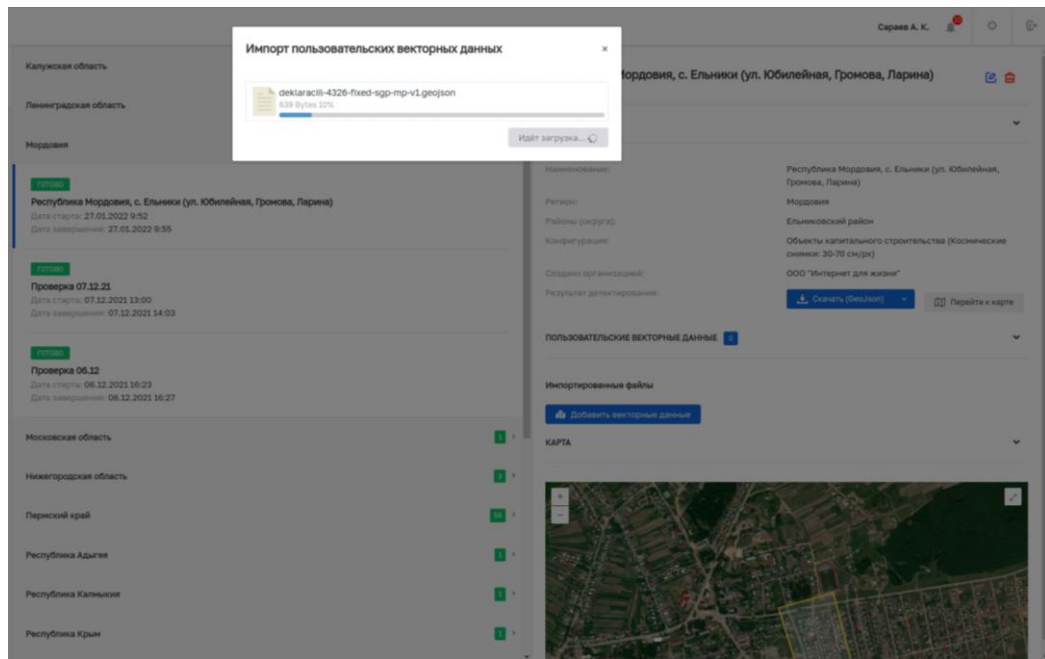 Сараев А. К.
Импорт пользовательских векторных данных
×
deklaracili-4326-fixed-sgp-mp-v1.geojson
639 Bytes 10%
Идёт загрузка...
Калужская область
Ленинградская область
Мордовия
ГОТОВО
Республика Мордовия, с. Ельники (ул. Юбилейная, Громова, Ларина)
Дата старта: 27.01.2022 9:52
Дата завершения: 27.01.2022 9:55
ГОТОВО
Проверка 07.12.21
Дата старта: 07.12.2021 13:00
Дата завершения: 07.12.2021 14:03
ГОТОВО
Проверка 06.12
Дата старта: 06.12.2021 16:23
Дата завершения: 06.12.2021 16:27
Московская область
Нижегородская область
Пермский край 56
Республика Адыгея 1
Республика Калмыкия 1
Республика Крым 1
Мордовия, с. Ельники (ул. Юбилейная, Громова, Ларина)
Наименование: Республика Мордовия, с. Ельники (ул. Юбилейная,
Громова, Ларина)
Регион: Мордовия
Районы (округа): Ельниковский район
Конфигурация: Объекты капитального строительства (Космические
снимки: 30-70 см/px)
Создано организацией: ООО "Интернет для жизни"
Результат детектирования: Скачать (GeoJson) Перейти к карте
ПОЛЬЗОВАТЕЛЬСКИЕ ВЕКТОРНЫЕ ДАННЫЕ 0
Импортированные файлы
Добавить векторные данные
КАРТА
+
−